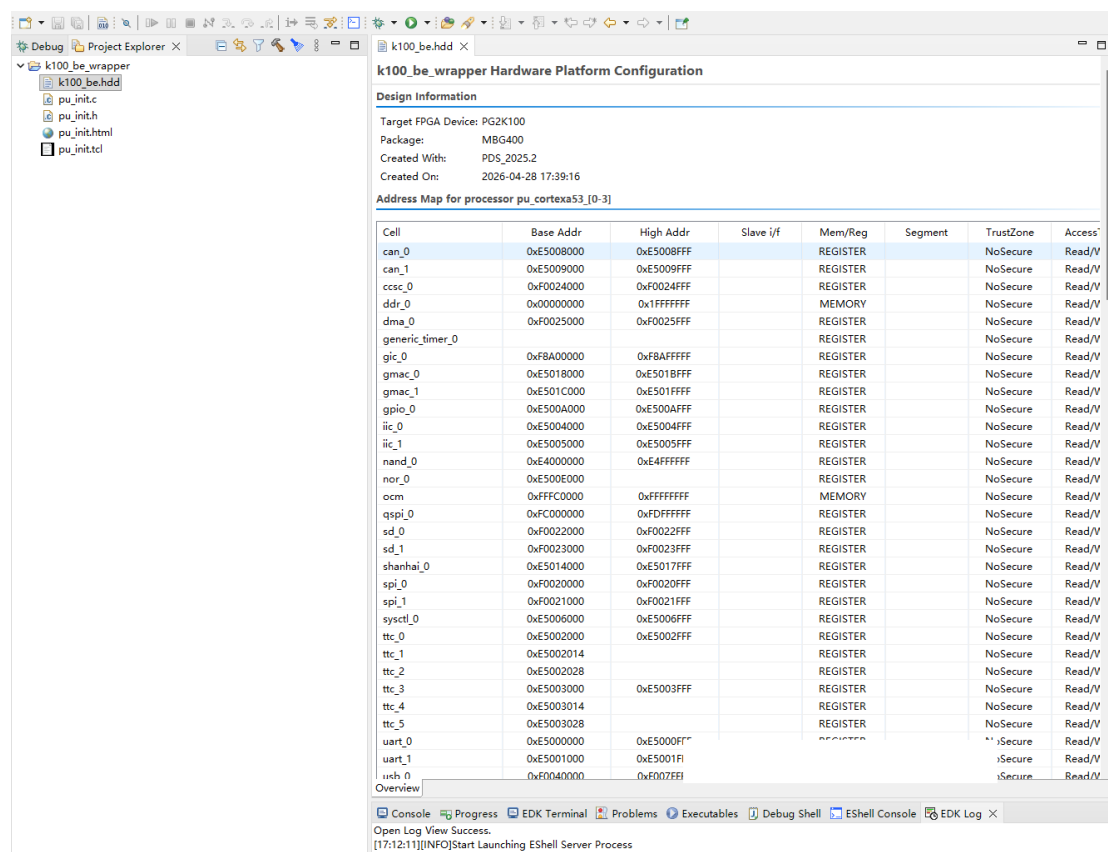 Debug Project Explorer
k100_be_wrapper
k100_be.hdd
pu_init.c
pu_init.h
pu_init.html
pu_init.tcl
k100_be.hdd
k100_be_wrapper Hardware Platform Configuration
Design Information
Target FPGA Device: PG2K100
Package: MBG400
Created With: PDS_2025.2
Created On: 2026-04-28 17:39:16
Address Map for processor pu_cortexa53_[0-3]
Cell Base Addr High Addr Slave i/f Mem/Reg Segment TrustZone Access
can_0 0xE5008000 0xE5008FFF REGISTER NoSecure Read/W
can_1 0xE5009000 0xE5009FFF REGISTER NoSecure Read/W
ccsc_0 0xF0024000 0xF0024FFF REGISTER NoSecure Read/W
ddr_0 0x00000000 0x1FFFFFFF MEMORY NoSecure Read/W
dma_0 0xF0025000 0xF0025FFF REGISTER NoSecure Read/W
generic_timer_0 REGISTER NoSecure Read/W
gic_0 0xF8A00000 0xF8AFFFFF REGISTER NoSecure Read/W
gmac_0 0xE5018000 0xE501BFFF REGISTER NoSecure Read/W
gmac_1 0xE501C000 0xE501FFFF REGISTER NoSecure Read/W
gpio_0 0xE500A000 0xE500AFFF REGISTER NoSecure Read/W
iic_0 0xE5004000 0xE5004FFF REGISTER NoSecure Read/W
iic_1 0xE5005000 0xE5005FFF REGISTER NoSecure Read/W
nand_0 0xE4000000 0xE4FFFFFF REGISTER NoSecure Read/W
nor_0 0xE500E000 REGISTER NoSecure Read/W
ocm 0xFFFC0000 0xFFFFFFFF MEMORY NoSecure Read/W
qspi_0 0xFC000000 0xFDFFFFFF REGISTER NoSecure Read/W
sd_0 0xF0022000 0xF0022FFF REGISTER NoSecure Read/W
sd_1 0xF0023000 0xF0023FFF REGISTER NoSecure Read/W
shanhai_0 0xE5014000 0xE5017FFF REGISTER NoSecure Read/W
spi_0 0xF0020000 0xF0020FFF REGISTER NoSecure Read/W
spi_1 0xF0021000 0xF0021FFF REGISTER NoSecure Read/W
sysctl_0 0xE5006000 0xE5006FFF REGISTER NoSecure Read/W
ttc_0 0xE5002000 0xE5002FFF REGISTER NoSecure Read/W
ttc_1 0xE5002014 REGISTER NoSecure Read/W
ttc_2 0xE5002028 REGISTER NoSecure Read/W
ttc_3 0xE5003000 0xE5003FFF REGISTER NoSecure Read/W
ttc_4 0xE5003014 REGISTER NoSecure Read/W
ttc_5 0xE5003028 REGISTER NoSecure Read/W
uart_0 0xE5000000 0xE5000FFF REGISTER Secure Read/W
uart_1 0xE5001000 Secure Read/W
usb_0 0xF0040000 Secure Read/W
Overview
Console Progress EDK Terminal Problems Executables Debug Shell EShell Console EDK Log
Open Log View Success.
[17:12:11][INFO]Start Launching EShell Server Process